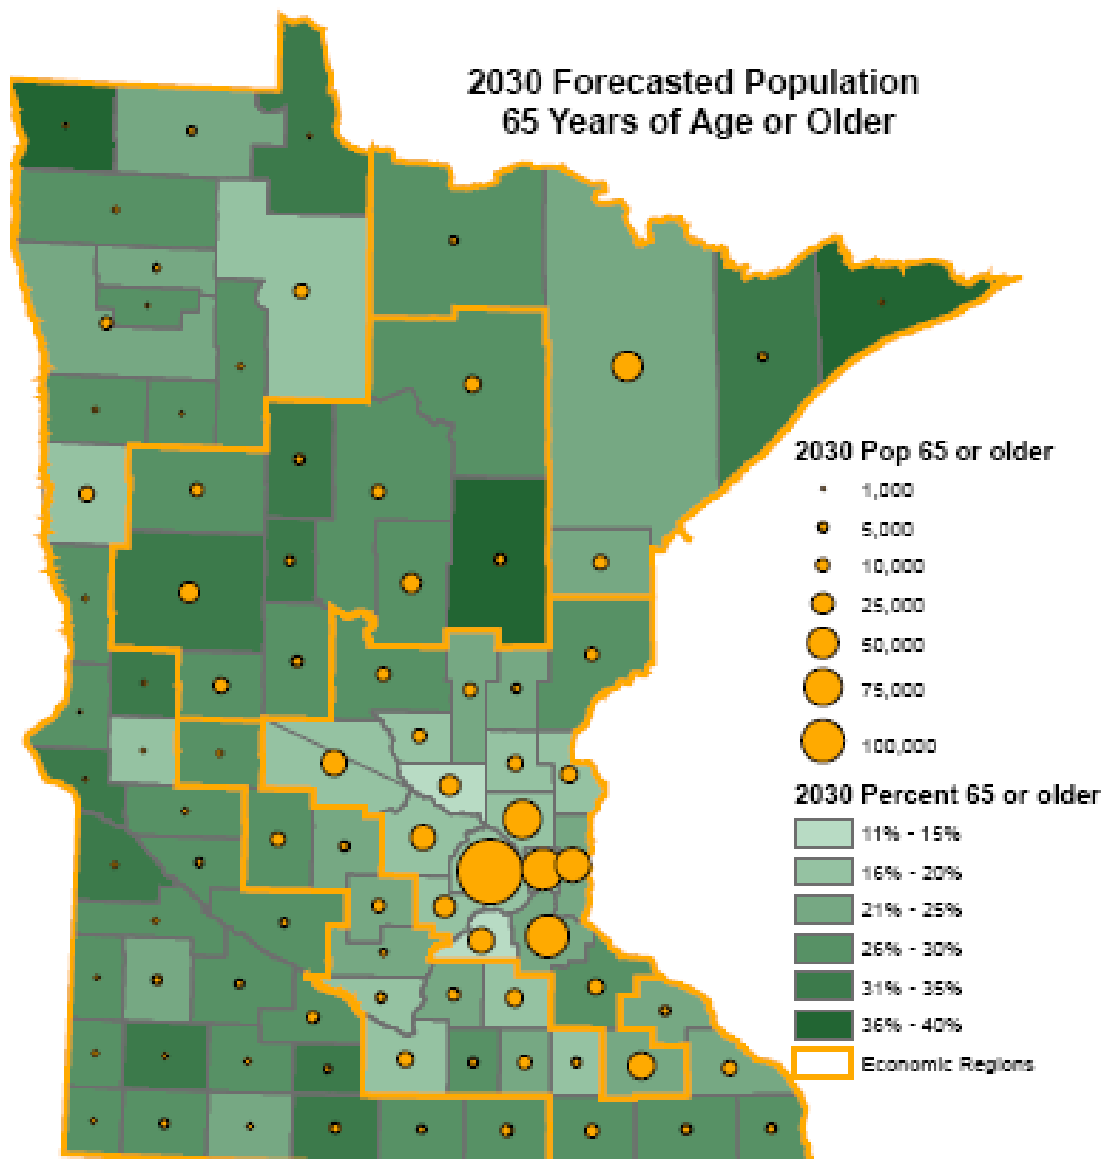 2030 Forecasted Population
65 Years of Age or Older
2030 Pop 65 or older
1,000
5,000
10,000
25,000
50,000
75,000
100,000
2030 Percent 65 or older
11% - 15%
16% - 20%
21% - 25%
26% - 30%
31% - 35%
36% - 40%
Economic Regions